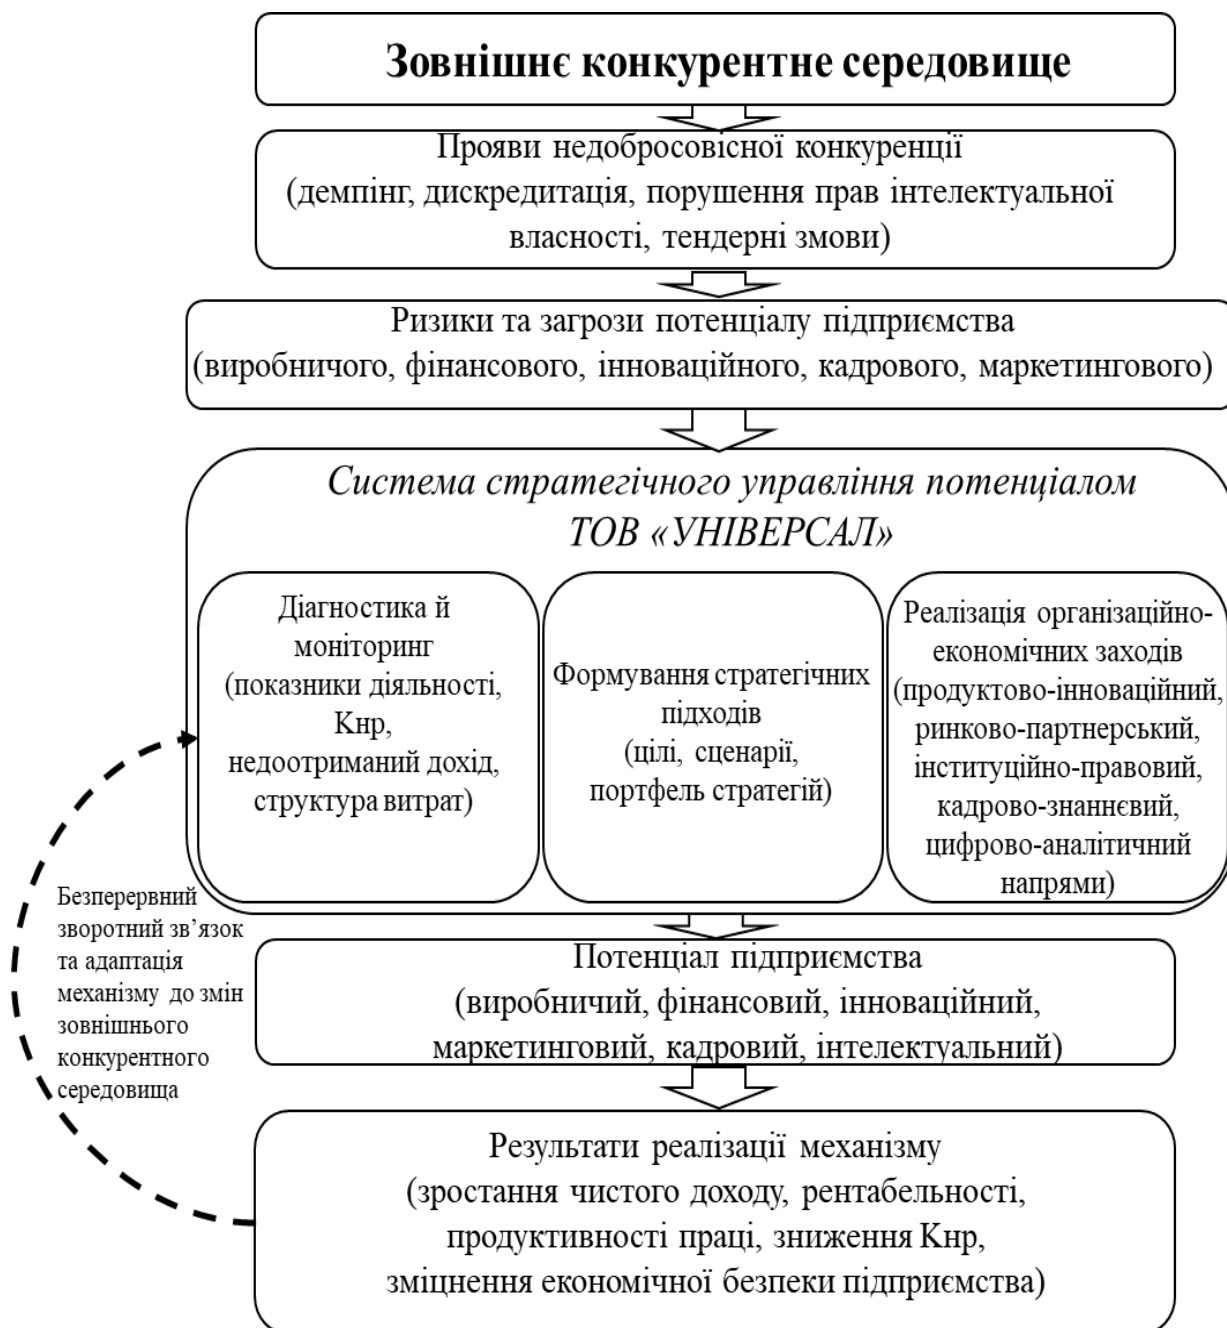 Зовнішнє конкурентне середовище
Прояви недобросовісної конкуренції
(демпінг, дискредитація, порушення прав інтелектуальної
власності, тендерні змови)
Ризики та загрози потенціалу підприємства
(виробничого, фінансового, інноваційного, кадрового, маркетингового)
Система стратегічного управління потенціалом
ТОВ «УНІВЕРСАЛ»
Діагностика й
моніторинг
(показники діяльності,
Кнр,
недоотриманий дохід,
структура витрат)
Формування стратегічних
підходів
(цілі, сценарії,
портфель стратегій)
Реалізація організаційно-
економічних заходів
(продуктово-інноваційний,
ринково-партнерський,
інституційно-правовий,
кадрово-знаннєвий,
цифрово-аналітичний
напрями)
Безперервний
зворотний зв’язок
та адаптація
механізму до змін
зовнішнього
конкурентного
середовища
Потенціал підприємства
(виробничий, фінансовий, інноваційний,
маркетинговий, кадровий, інтелектуальний)
Результати реалізації механізму
(зростання чистого доходу, рентабельності,
продуктивності праці, зниження Кнр,
зміцнення економічної безпеки підприємства)